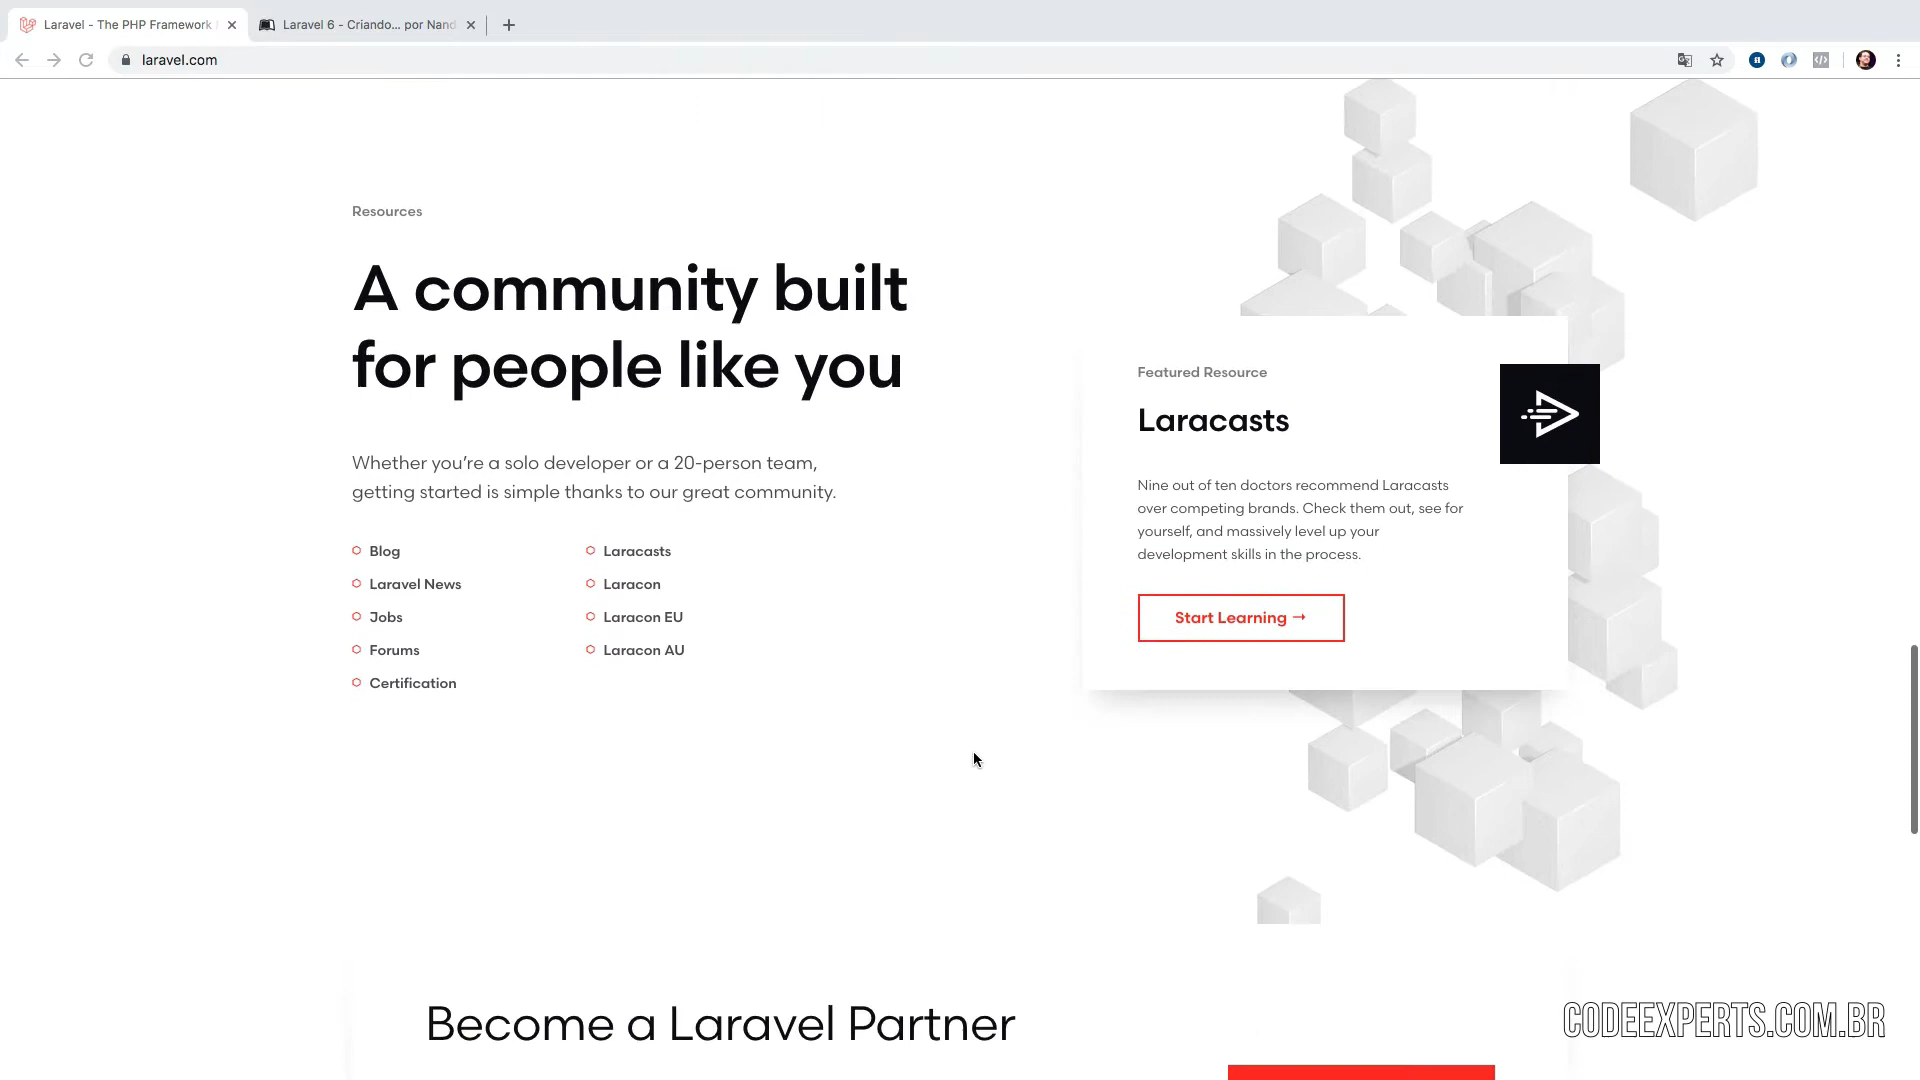 Laravel - The PHP Framework
Laravel 6 - Criando... por Nand
laravel.com
Resources
A community built
for people like you
Whether you’re a solo developer or a 20-person team,
getting started is simple thanks to our great community.
Blog
Laravel News
Jobs
Forums
Certification
Laracasts
Laracon
Laracon EU
Laracon AU
Featured Resource
Laracasts
Nine out of ten doctors recommend Laracasts
over competing brands. Check them out, see for
yourself, and massively level up your
development skills in the process.
Start Learning →
Become a Laravel Partner
CODEEXPERTS.COM.BR